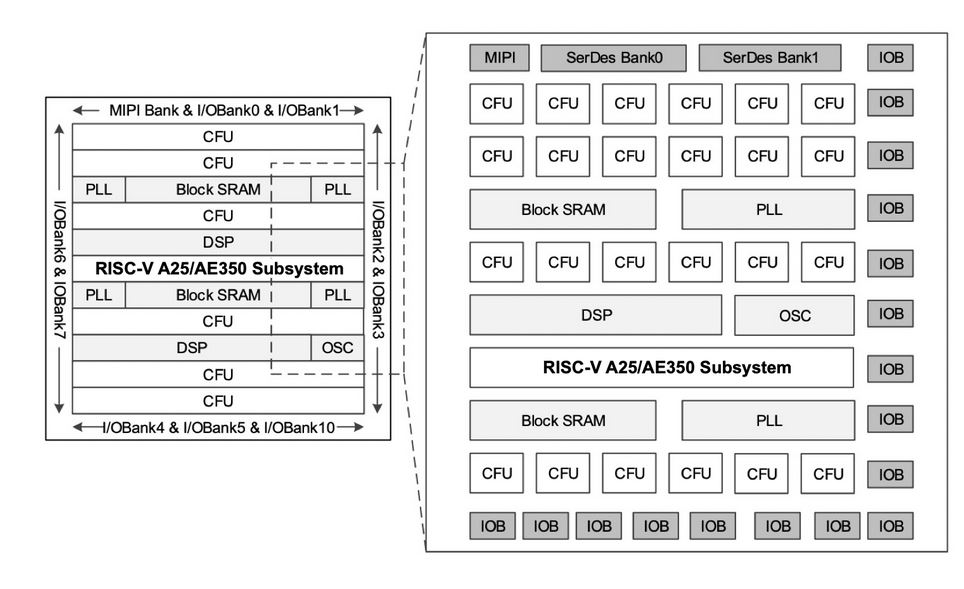 MIPI Bank & I/OBank0 & I/OBank1
CFU
CFU
PLL Block SRAM PLL
CFU
DSP
RISC-V A25/AE350 Subsystem
PLL Block SRAM PLL
CFU
DSP OSC
CFU
CFU
I/OBank4 & I/OBank5 & I/OBank10
I/OBank6 & IOBank7
I/OBank2 & IOBank3
MIPI SerDes Bank0 SerDes Bank1 IOB
CFU CFU CFU CFU CFU CFU IOB
CFU CFU CFU CFU CFU CFU IOB
Block SRAM PLL IOB
CFU CFU CFU CFU CFU CFU IOB
DSP OSC IOB
RISC-V A25/AE350 Subsystem IOB
Block SRAM PLL IOB
CFU CFU CFU CFU CFU CFU IOB
IOB IOB IOB IOB IOB IOB IOB IOB